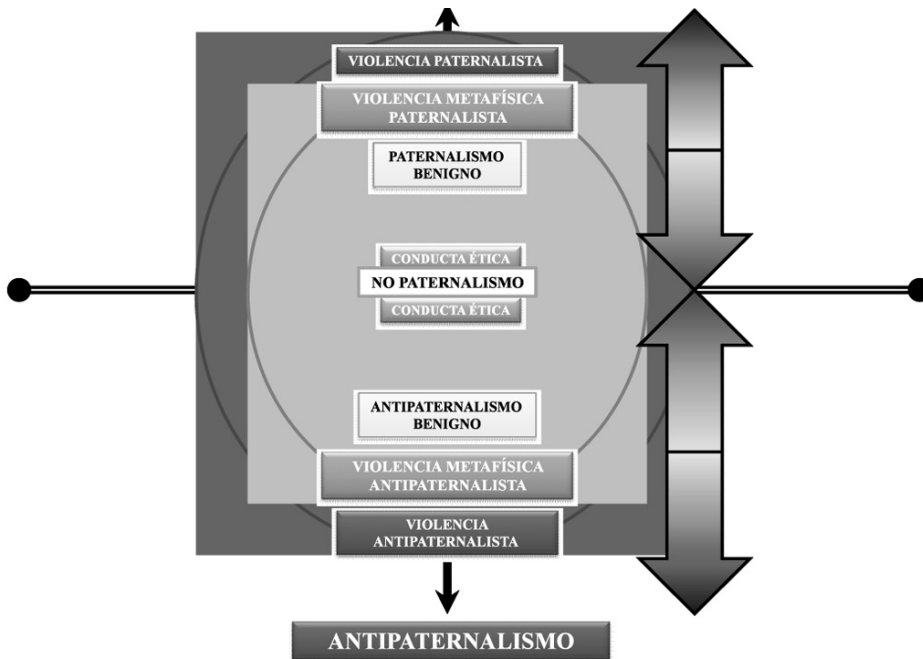 VIOLENCIA PATERNALISTA
VIOLENCIA METAFÍSICA
PATERNALISTA
PATERNALISMO
BENIGNO
CONDUCTA ÉTICA
NO PATERNALISMO
CONDUCTA ÉTICA
ANTIPATERNALISMO
BENIGNO
VIOLENCIA METAFÍSICA
ANTIPATERNALISTA
VIOLENCIA
ANTIPATERNALISTA
ANTIPATERNALISMO